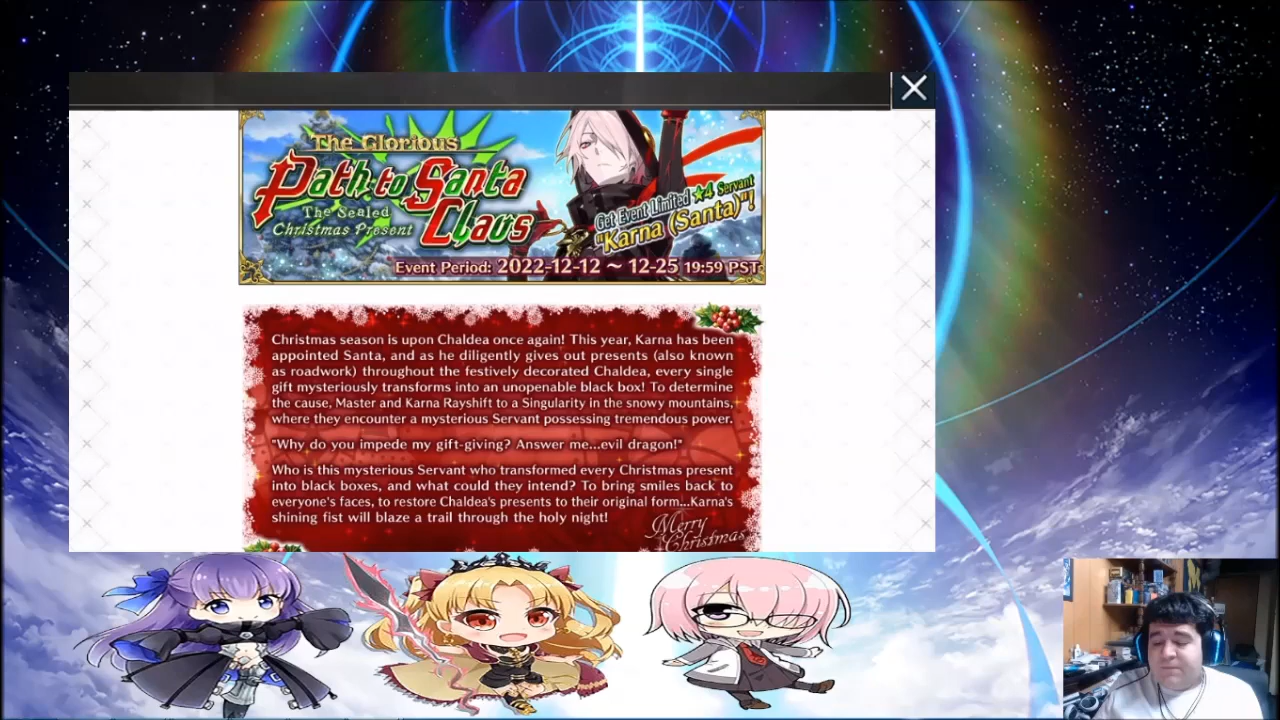 The Glorious
Path to Santa
Claus
The Sealed
Christmas Present
Get Event Limited ★4 Servant
"Karna (Santa)"!
Event Period: 2022-12-12 ~ 12-25 19:59 PST
Christmas season is upon Chaldea once again! This year, Karna has been
appointed Santa, and as he diligently gives out presents (also known
as roadwork) throughout the festively decorated Chaldea, every single
gift mysteriously transforms into an unopenable black box! To determine
the cause, Master and Karna Rayshift to a Singularity in the snowy mountains,
where they encounter a mysterious Servant possessing tremendous power.
"Why do you impede my gift-giving? Answer me...evil dragon!"
Who is this mysterious Servant who transformed every Christmas present
into black boxes, and what could they intend? To bring smiles back to
everyone's faces, to restore Chaldea's presents to their original form...Karna's
shining fist will blaze a trail through the holy night!
Merry
Christmas